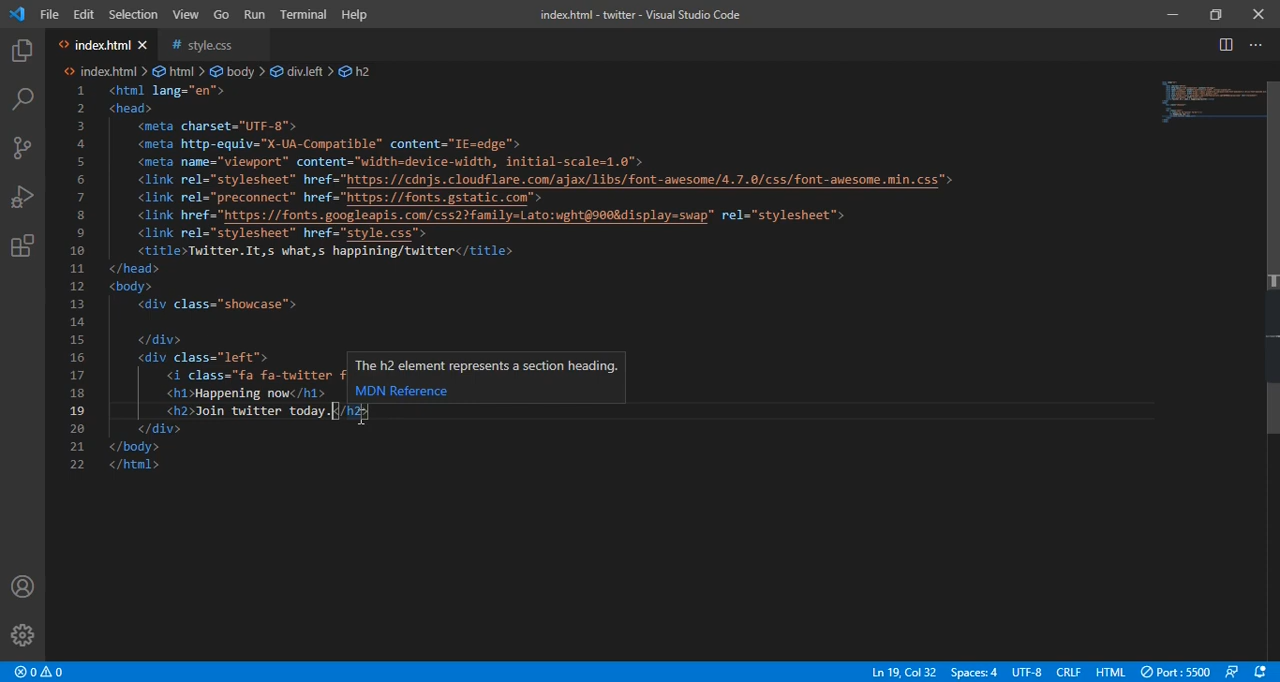 File Edit Selection View Go Run Terminal Help index.html - twitter - Visual Studio Code
<> index.html # style.css
<> index.html > html > body > div.left > h2
1 <html lang="en">
2 <head>
3 <meta charset="UTF-8">
4 <meta http-equiv="X-UA-Compatible" content="IE=edge">
5 <meta name="viewport" content="width=device-width, initial-scale=1.0">
6 <link rel="stylesheet" href="https://cdnjs.cloudflare.com/ajax/libs/font-awesome/4.7.0/css/font-awesome.min.css">
7 <link rel="preconnect" href="https://fonts.gstatic.com">
8 <link href="https://fonts.googleapis.com/css2?family=Lato:wght@900&display=swap" rel="stylesheet">
9 <link rel="stylesheet" href="style.css">
10 <title>Twitter.It,s what,s happining/twitter</title>
11 </head>
12 <body>
13 <div class="showcase">
14
15 </div>
16 <div class="left">
The h2 element represents a section heading.
17 <i class="fa fa-twitter f
MDN Reference
18 <h1>Happening now</h1>
19 <h2>Join twitter today.</h2>
20 </div>
21 </body>
22 </html>
0 0 Ln 19, Col 32 Spaces: 4 UTF-8 CRLF HTML Port : 5500